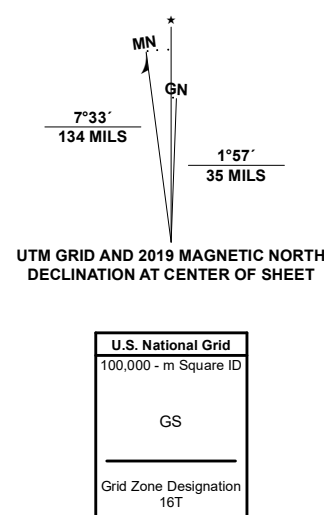 ★
MN
GN
7°33´
134 MILS
1°57´
35 MILS
UTM GRID AND 2019 MAGNETIC NORTH
DECLINATION AT CENTER OF SHEET
U.S. National Grid
100,000 - m Square ID
GS
Grid Zone Designation
16T